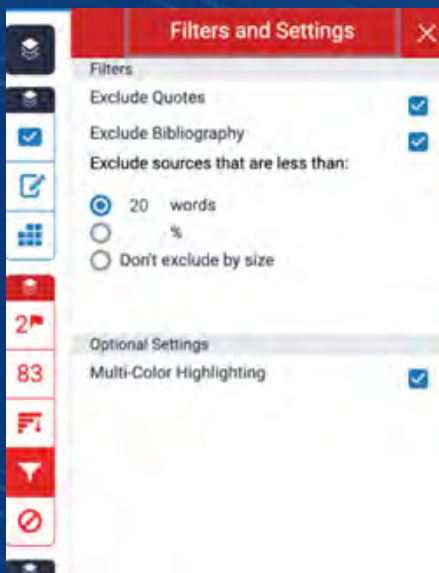 Filters and Settings
Filters
Exclude Quotes
Exclude Bibliography
Exclude sources that are less than:
20 words
%
Don't exclude by size
2
Optional Settings
83
Multi-Color Highlighting